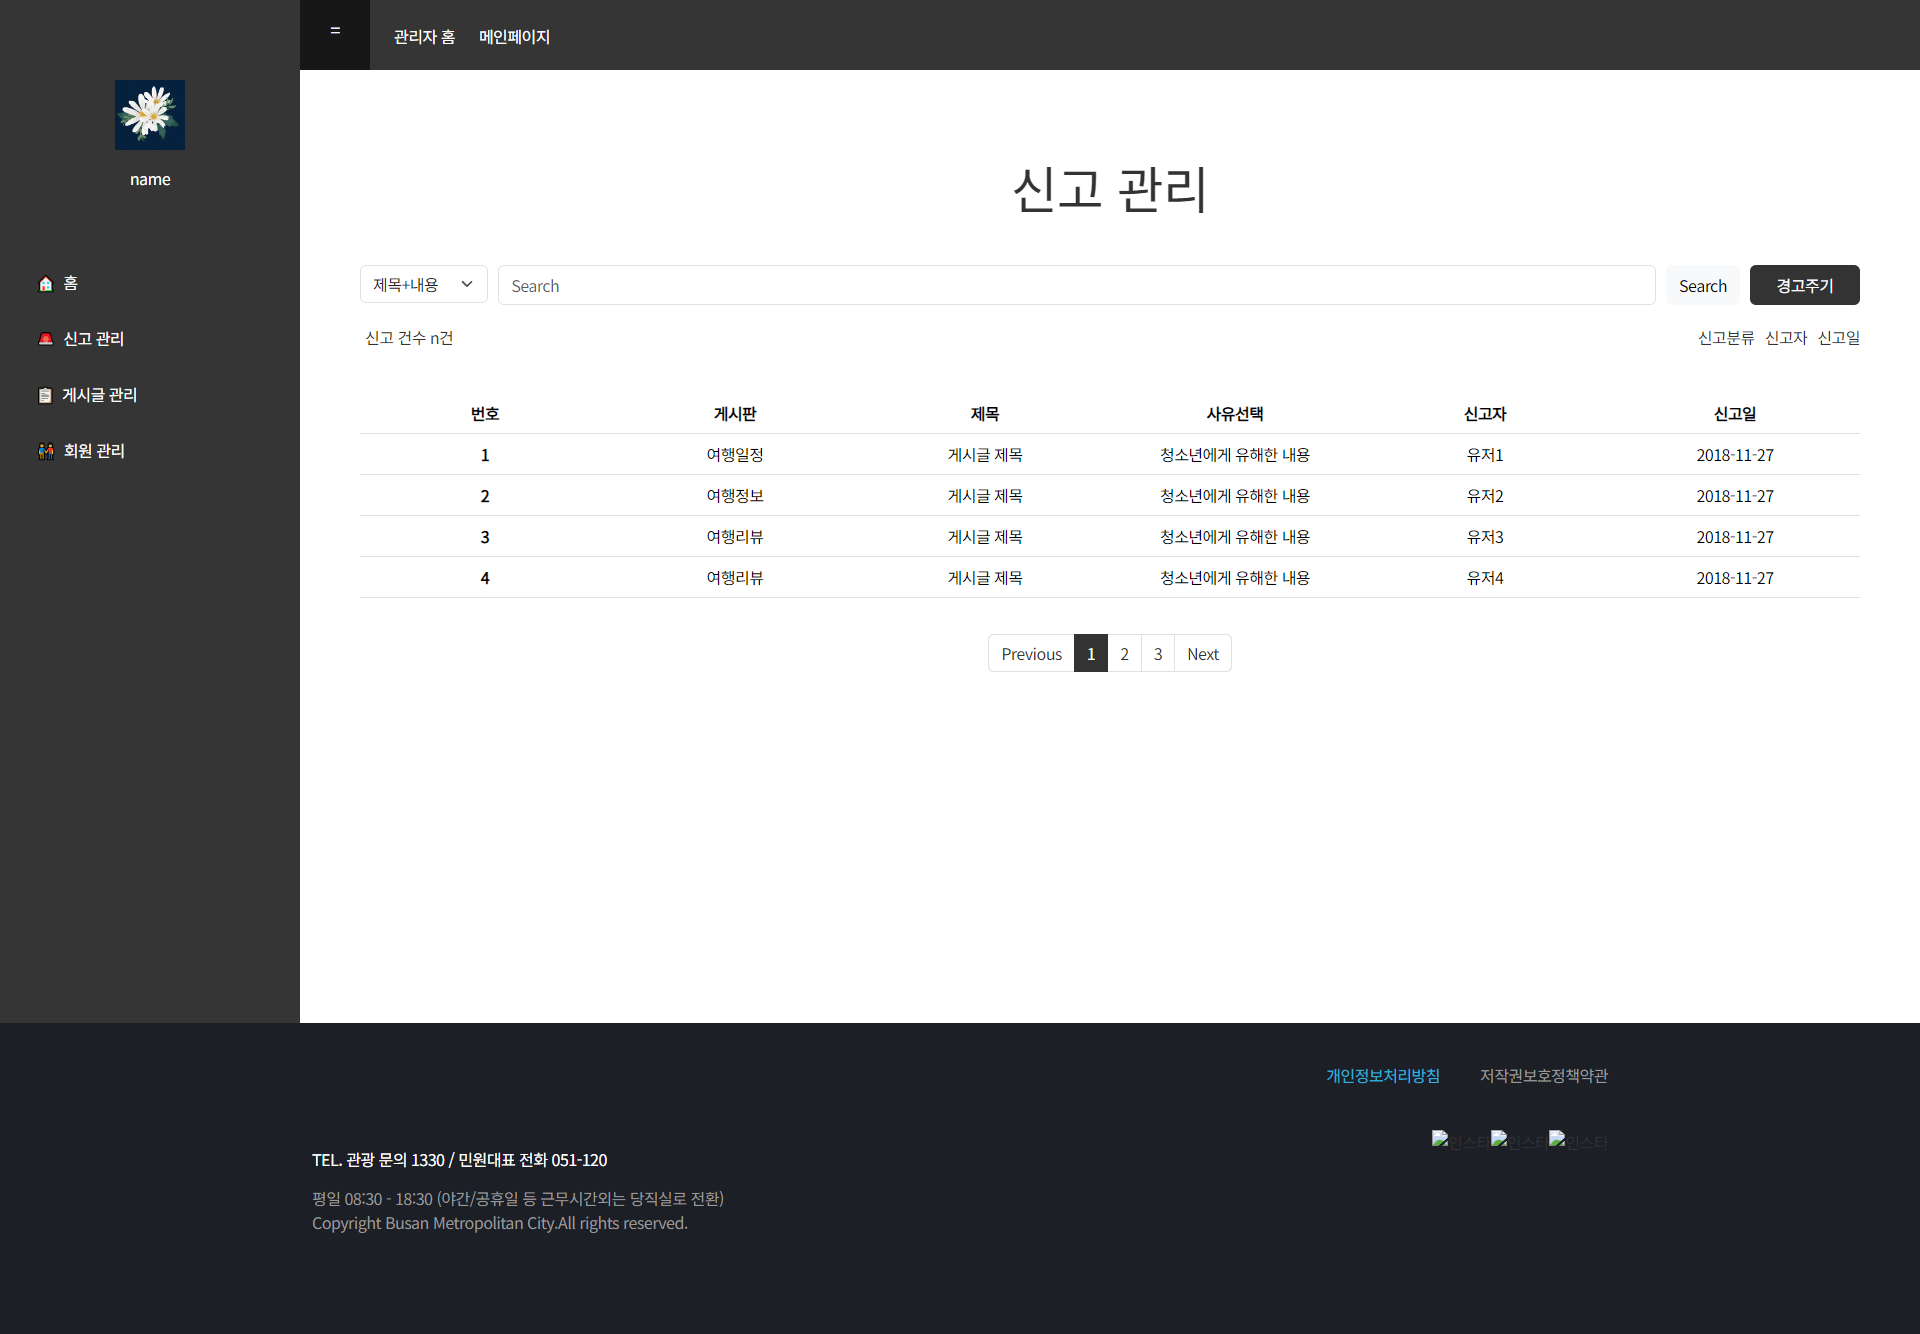 =
관리자 홈 메인페이지
name
홈
신고 관리
게시글 관리
회원 관리
신고 관리
제목+내용 Search Search 경고주기
신고 건수 n건 신고분류 신고자 신고일
번호 게시판 제목 사유선택 신고자 신고일
1 여행일정 게시글 제목 청소년에게 유해한 내용 유저1 2018-11-27
2 여행정보 게시글 제목 청소년에게 유해한 내용 유저2 2018-11-27
3 여행리뷰 게시글 제목 청소년에게 유해한 내용 유저3 2018-11-27
4 여행리뷰 게시글 제목 청소년에게 유해한 내용 유저4 2018-11-27
Previous 1 2 3 Next
개인정보처리방침 저작권보호정책약관
인스타 인스타 인스타
TEL. 관광 문의 1330 / 민원대표 전화 051-120
평일 08:30 - 18:30 (야간/공휴일 등 근무시간외는 당직실로 전환)
Copyright Busan Metropolitan City.All rights reserved.